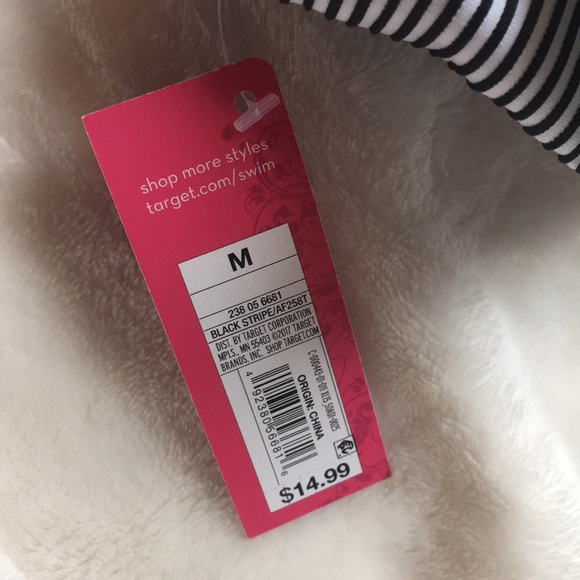 shop more styles
target.com/swim
M
238 05 6681
BLACK STRIPE/AF258T
DIST. BY TARGET CORPORATION
MPLS, MN 55403 ©2017 TARGET
BRANDS, INC. SHOP TARGET.COM
ORIGIN: CHINA
4 92380 56681 6
$14.99